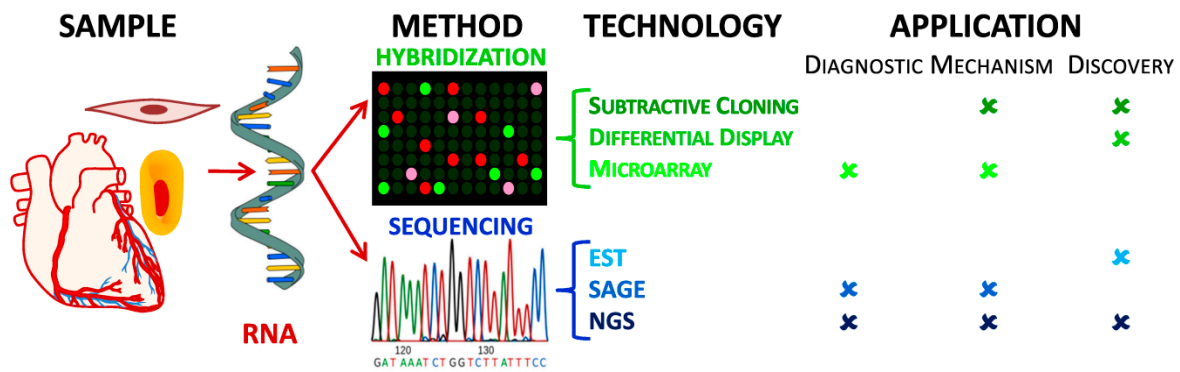 SAMPLE METHOD TECHNOLOGY APPLICATION
HYBRIDIZATION
DIAGNOSTIC MECHANISM DISCOVERY
SUBTRACTIVE CLONING
DIFFERENTIAL DISPLAY
MICROARRAY
SEQUENCING
EST
SAGE
NGS
RNA
120 130
GATAAATCTGGTCTTATTTCC